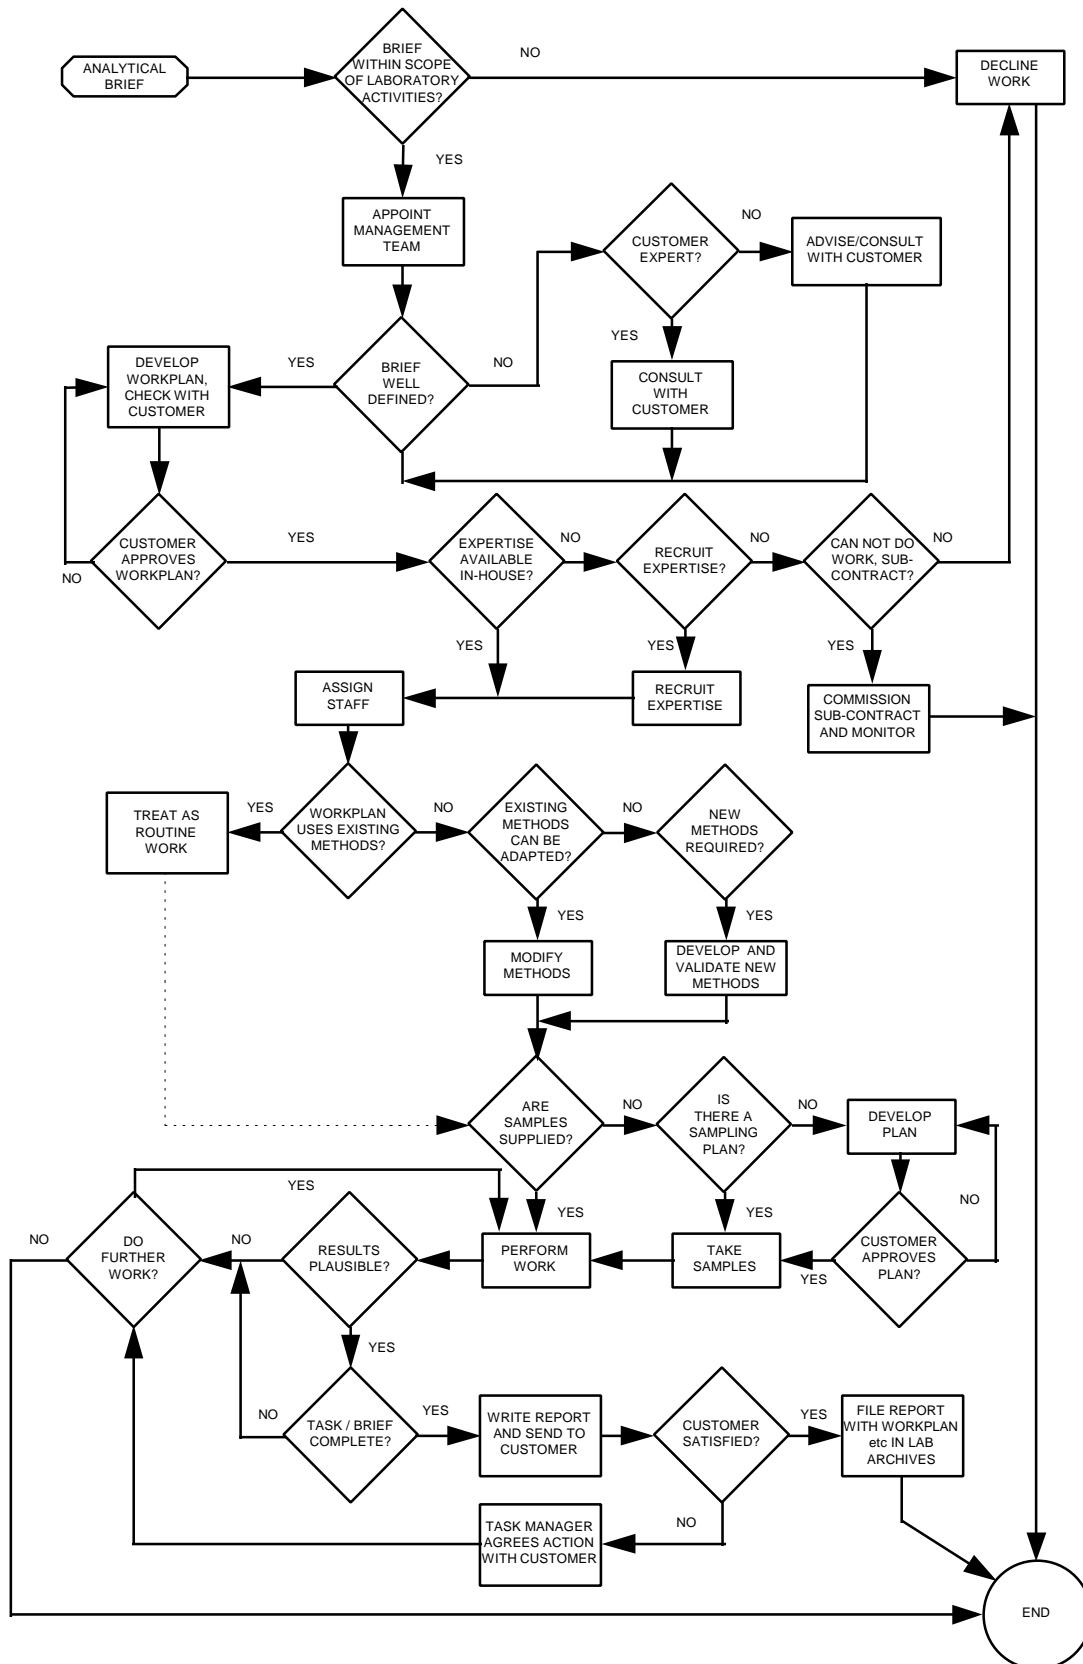 BRIEF
WITHIN SCOPE
OF LABORATORY
ACTIVITIES?
NO
ANALYTICAL
BRIEF
DECLINE
WORK
YES
APPOINT
MANAGEMENT
TEAM
CUSTOMER
EXPERT?
NO
ADVISE/CONSULT
WITH CUSTOMER
YES
DEVELOP
WORKPLAN,
CHECK WITH
CUSTOMER
YES
BRIEF
WELL
DEFINED?
NO
CONSULT
WITH
CUSTOMER
CUSTOMER
APPROVES
WORKPLAN?
NO
YES
EXPERTISE
AVAILABLE
IN-HOUSE?
NO
RECRUIT
EXPERTISE?
NO
CAN NOT DO
WORK, SUB-
CONTRACT?
NO
YES
YES
YES
ASSIGN
STAFF
RECRUIT
EXPERTISE
COMMISSION
SUB-CONTRACT
AND MONITOR
TREAT AS
ROUTINE
WORK
YES
WORKPLAN
USES EXISTING
METHODS?
NO
EXISTING
METHODS
CAN BE
ADAPTED?
NO
NEW
METHODS
REQUIRED?
YES
YES
MODIFY
METHODS
DEVELOP AND
VALIDATE NEW
METHODS
ARE
SAMPLES
SUPPLIED?
NO
IS
THERE A
SAMPLING
PLAN?
NO
DEVELOP
PLAN
YES
YES
YES
NO
NO
DO
FURTHER
WORK?
NO
RESULTS
PLAUSIBLE?
PERFORM
WORK
TAKE
SAMPLES
YES
CUSTOMER
APPROVES
PLAN?
YES
NO
TASK / BRIEF
COMPLETE?
YES
WRITE REPORT
AND SEND TO
CUSTOMER
CUSTOMER
SATISFIED?
YES
FILE REPORT
WITH WORKPLAN
etc IN LAB
ARCHIVES
NO
TASK MANAGER
AGREES ACTION
WITH CUSTOMER
END